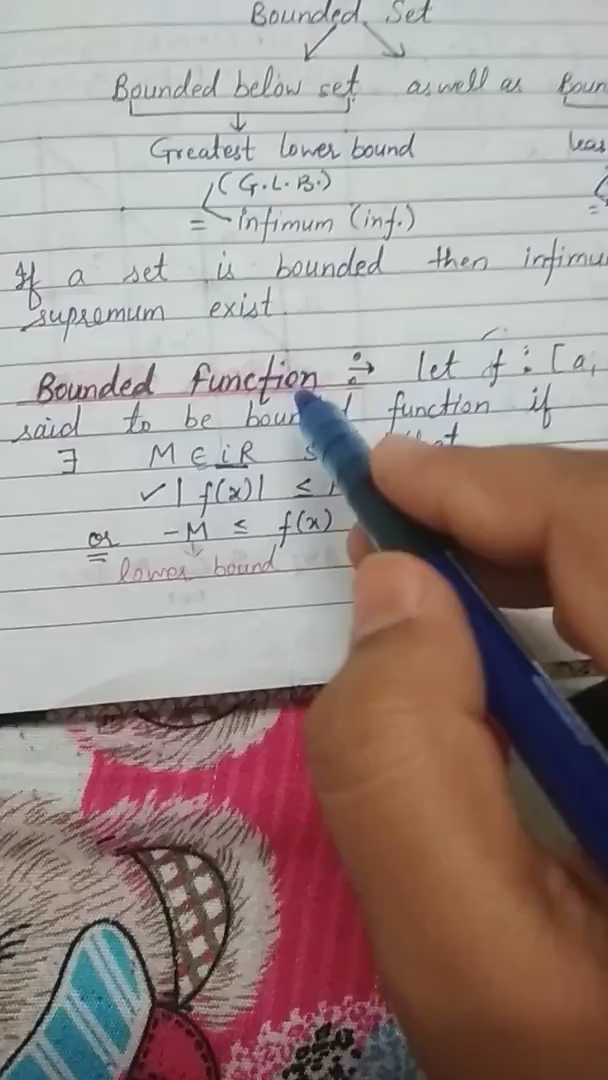 Bounded Set
Bounded below set as well as
Greatest lower bound
(G.L.B.)
= infimum (inf.)
If a set is bounded then
supremum exist
Bounded function :→ let f : [a,
said to be function if
∃ M ∈ iR
✓ |f(x)| ≤
or -M ≤ f(x)
lower bound